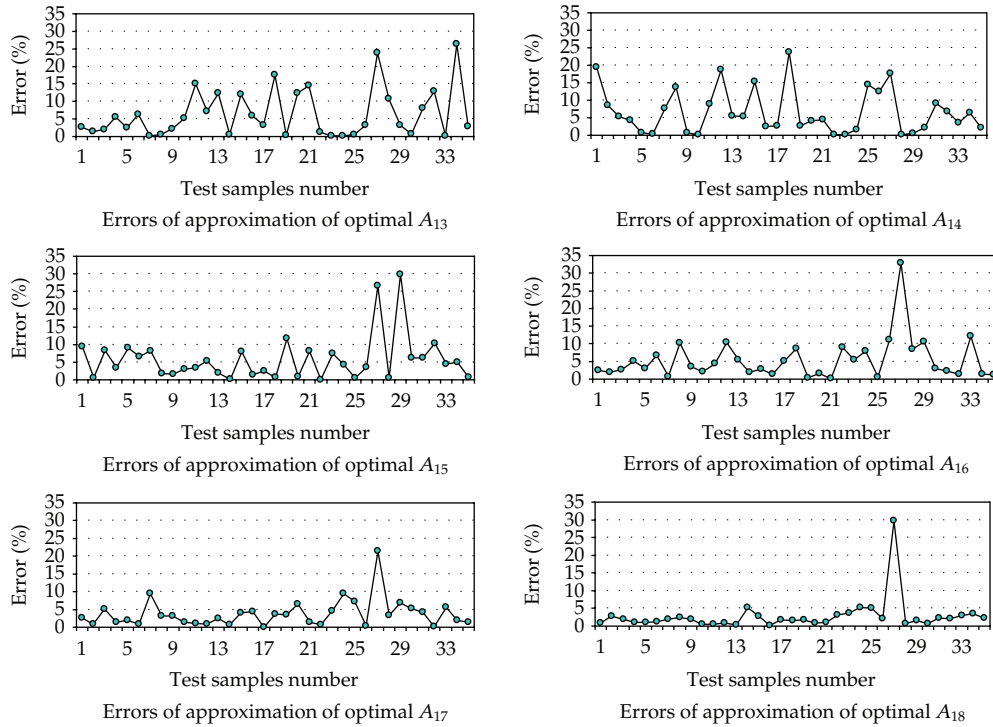 35
30
25
20
15
10
5
0
Error (%)
1 5 9 13 17 21 25 29 33
Test samples number
Errors of approximation of optimal A13
35
30
25
20
15
10
5
0
Error (%)
1 5 9 13 17 21 25 29 33
Test samples number
Errors of approximation of optimal A14
35
30
25
20
15
10
5
0
Error (%)
1 5 9 13 17 21 25 29 33
Test samples number
Errors of approximation of optimal A15
35
30
25
20
15
10
5
0
Error (%)
1 5 9 13 17 21 25 29 33
Test samples number
Errors of approximation of optimal A16
35
30
25
20
15
10
5
0
Error (%)
1 5 9 13 17 21 25 29 33
Test samples number
Errors of approximation of optimal A17
35
30
25
20
15
10
5
0
Error (%)
1 5 9 13 17 21 25 29 33
Test samples number
Errors of approximation of optimal A18